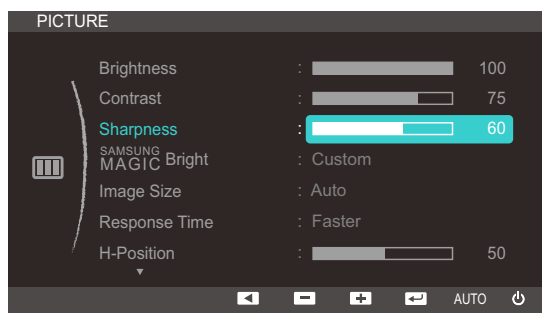 PICTURE
Brightness : 100
Contrast : 75
Sharpness : 60
SAMSUNG
MAGIC Bright : Custom
Image Size : Auto
Response Time : Faster
H-Position : 50
AUTO